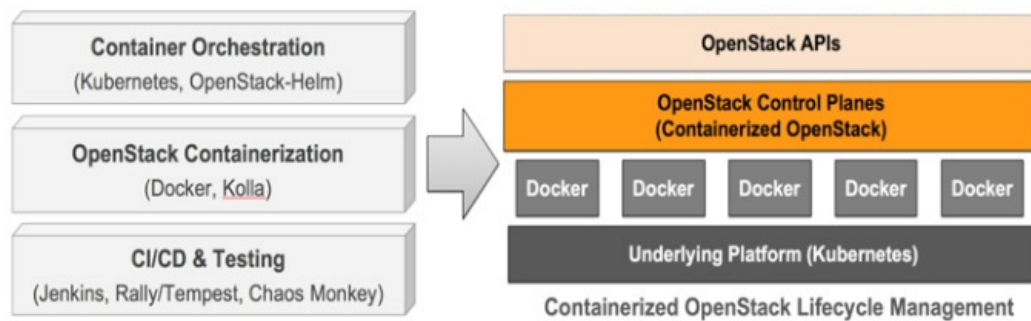 Container Orchestration
(Kubernetes, OpenStack-Helm)
OpenStack Containerization
(Docker, Kolla)
CI/CD & Testing
(Jenkins, Rally/Tempest, Chaos Monkey)
OpenStack APIs
OpenStack Control Planes
(Containerized OpenStack)
Docker Docker Docker Docker Docker
Underlying Platform (Kubernetes)
Containerized OpenStack Lifecycle Management